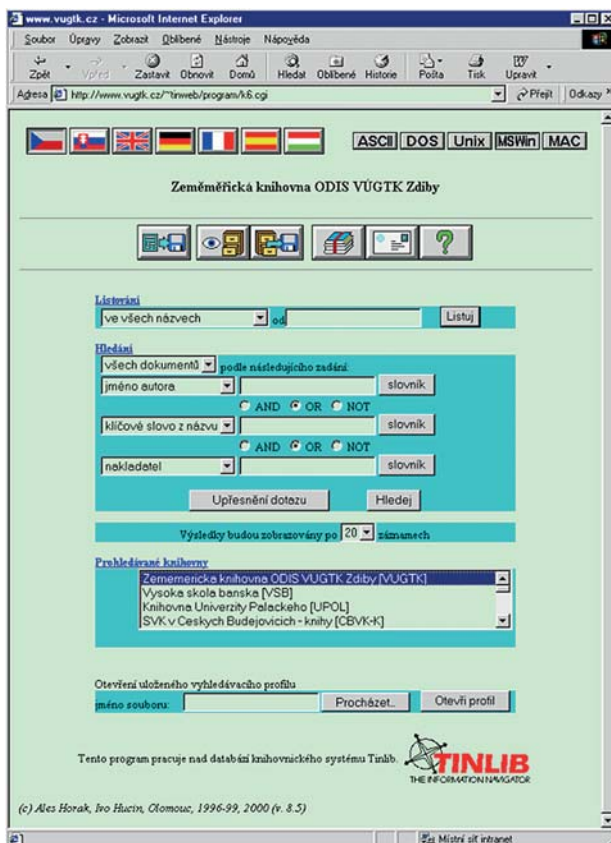 www.vugtk.cz - Microsoft Internet Explorer
Soubor Úpravy Zobrazit Oblíbené Nástroje Nápověda
Zpět Vpřed Zastavit Obnovit Domů Hledat Oblíbené Historie Pošta Tisk Upravit
Adresa http://www.vugtk.cz/~tinweb/program/k6.cgi Přejít Odkazy »
ASCII DOS Unix MSWin MAC
Zeměměřická knihovna ODIS VÚGTK Zdiby
Listování
ve všech názvech od Listuj
Hledání
všech dokumentů podle následujícího zadání
jméno autora slovník
AND OR NOT
klíčové slovo z názvu slovník
AND OR NOT
nakladatel slovník
Upřesnění dotazu Hledej
Výsledky budou zobrazovány po 20 záznamech
Prohledávané knihovny
Zememericka knihovna ODIS VUGTK Zdiby [VUGTK]
Vysoka skola banska [VSB]
Knihovna Univerzity Palackeho [UPOL]
SVK v Ceskych Budejovicich - knihy [CBVK-K]
Otevření uloženého vyhledávacího profilu
jméno souboru: Procházet.. Otevři profil
Tento program pracuje nad databází knihovnického systému Tinlib.
TINLIB
THE INFORMATION NAVIGATOR
(c) Ales Horak, Ivo Hucin, Olomouc, 1996-99, 2000 (v. 8.5)
Místní síť intranet